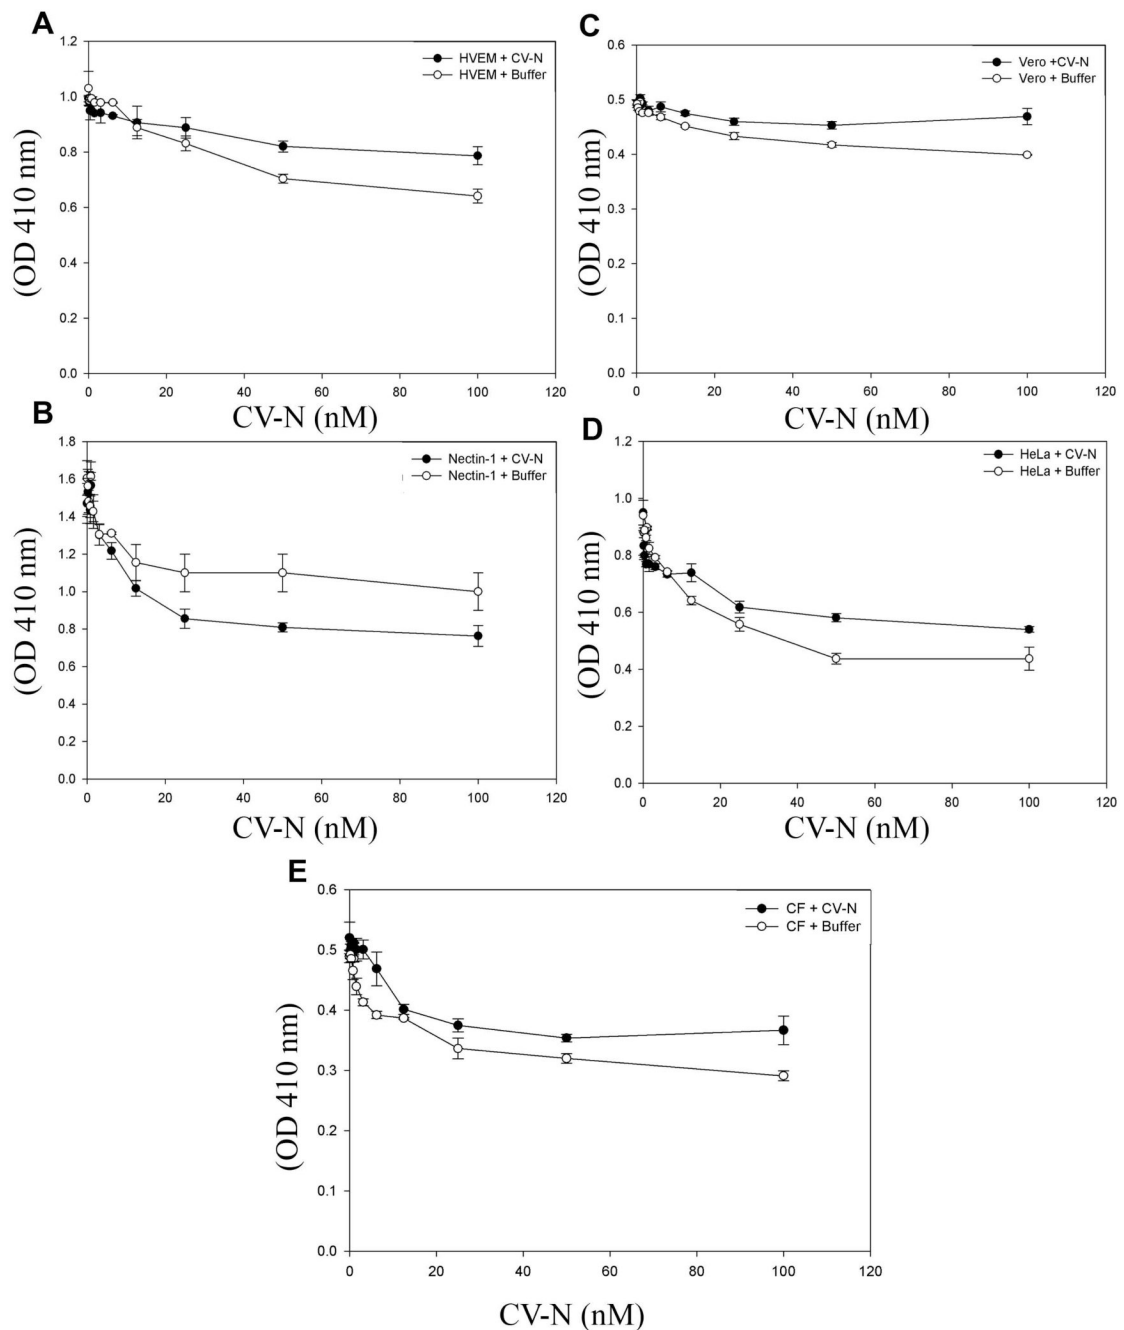 A
1.2
1.0
0.8
0.6
0.4
0.2
0.0
(OD 410 nm)
HVEM + CV-N
HVEM + Buffer
0 20 40 60 80 100 120
CV-N (nM)
C
0.6
0.5
0.4
0.3
0.2
0.1
0.0
(OD 410 nm)
Vero +CV-N
Vero + Buffer
0 20 40 60 80 100 120
CV-N (nM)
B
1.8
1.6
1.4
1.2
1.0
0.8
0.6
0.4
0.2
0.0
(OD 410 nm)
Nectin-1 + CV-N
Nectin-1 + Buffer
0 20 40 60 80 100 120
CV-N (nM)
D
1.2
1.0
0.8
0.6
0.4
0.2
0.0
(OD 410 nm)
HeLa + CV-N
HeLa + Buffer
0 20 40 60 80 100 120
CV-N (nM)
E
0.6
0.5
0.4
0.3
0.2
0.1
0.0
(OD 410 nm)
CF + CV-N
CF + Buffer
0 20 40 60 80 100 120
CV-N (nM)